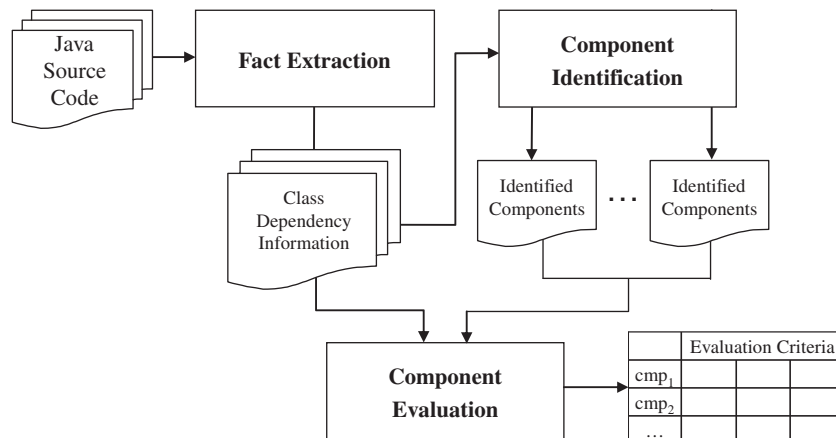 Java
Source
Code
Fact Extraction
Component
Identification
Class
Dependency
Information
Identified
Components
...
Identified
Components
Component
Evaluation
Evaluation Criteria
cmp₁
cmp₂
...